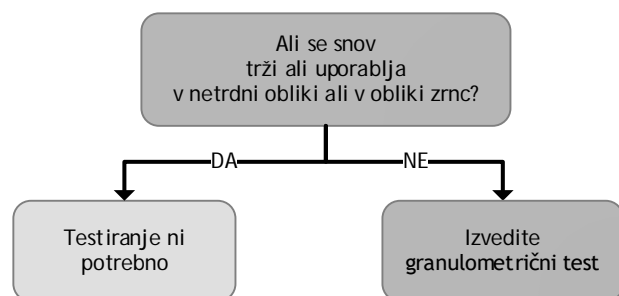 Ali se snov
trži ali uporablja
v netrdni obliki ali v obliki zrnc?
DA
NE
Testiranje ni
potrebno
Izvedite
granulometrični test